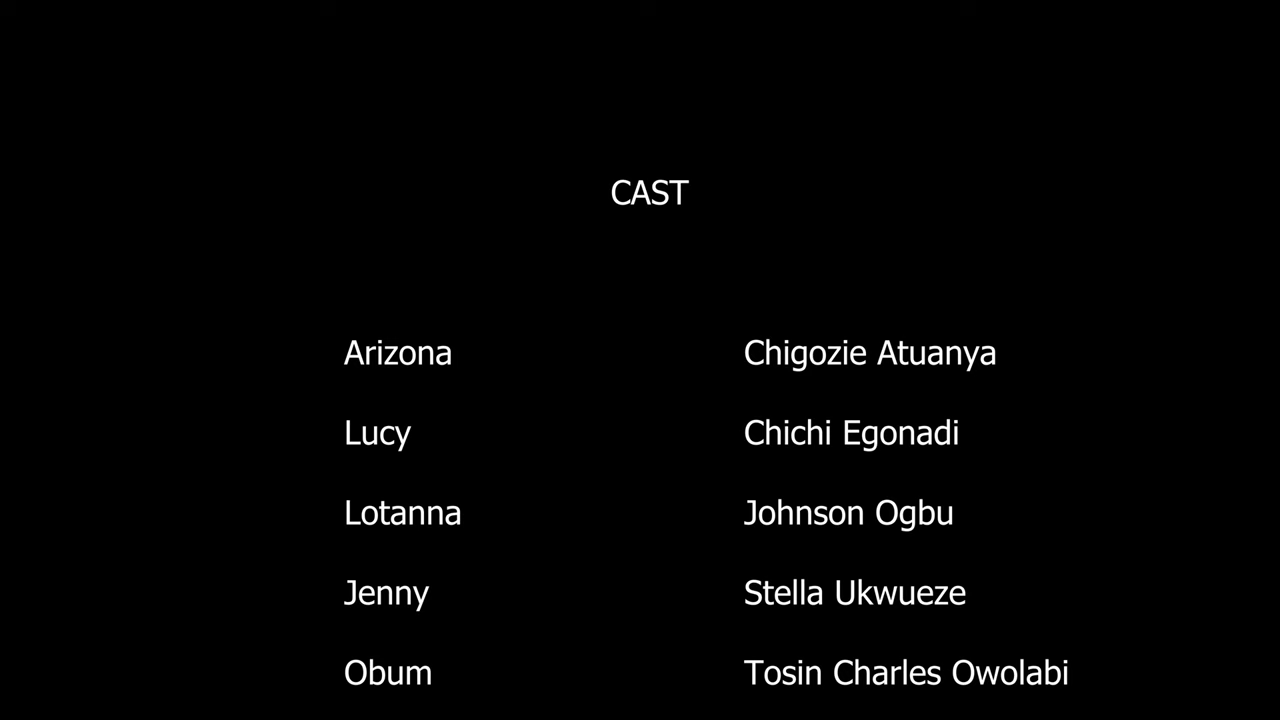 CAST
Arizona Chigozie Atuanya
Lucy Chichi Egonadi
Lotanna Johnson Ogbu
Jenny Stella Ukwueze
Obum Tosin Charles Owolabi